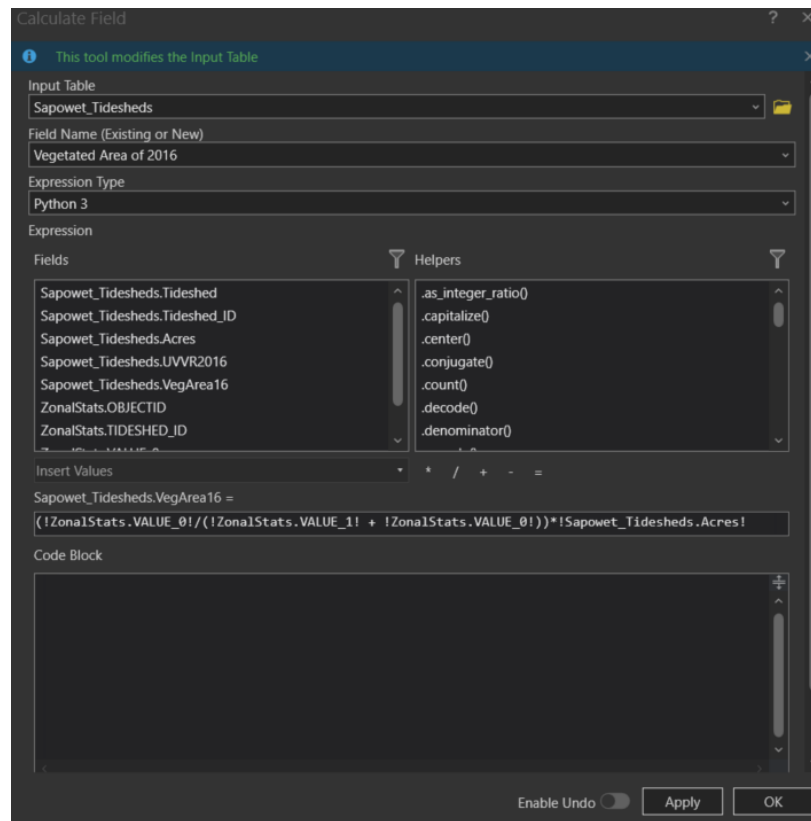 Calculate Field
?
This tool modifies the Input Table
Input Table
Sapowet_Tidesheds
Field Name (Existing or New)
Vegetated Area of 2016
Expression Type
Python 3
Expression
Fields
Helpers
Sapowet_Tidesheds.Tideshed
Sapowet_Tidesheds.Tideshed_ID
Sapowet_Tidesheds.Acres
Sapowet_Tidesheds.UVVR2016
Sapowet_Tidesheds.VegArea16
ZonalStats.OBJECTID
ZonalStats.TIDESHED_ID
.as_integer_ratio()
.capitalize()
.center()
.conjugate()
.count()
.decode()
.denominator()
Insert Values
* / + - =
Sapowet_Tidesheds.VegArea16 =
(!ZonalStats.VALUE_0!/(!ZonalStats.VALUE_1! + !ZonalStats.VALUE_0!))*!Sapowet_Tidesheds.Acres!
Code Block
Enable Undo
Apply
OK